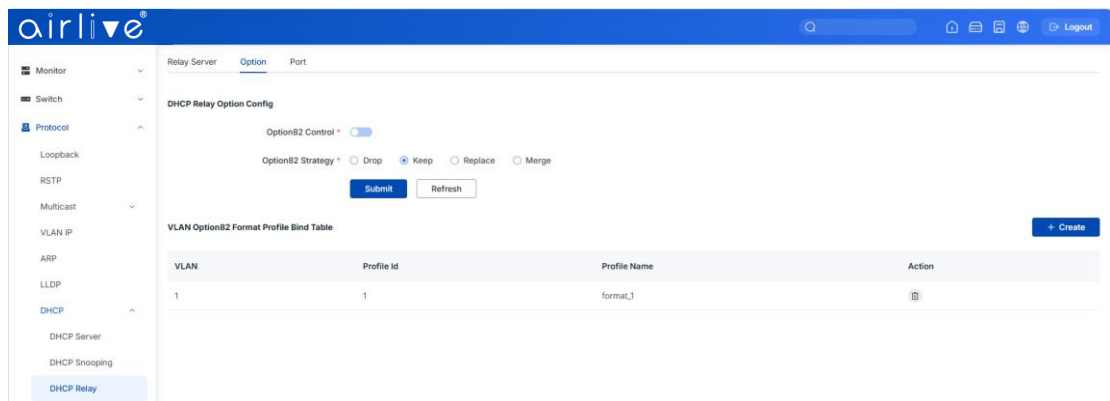 airlive®
Logout
Monitor
Switch
Protocol
Loopback
RSTP
Multicast
VLAN IP
ARP
LLDP
DHCP
DHCP Server
DHCP Snooping
DHCP Relay
Relay Server Option Port
DHCP Relay Option Config
Option82 Control *
Option82 Strategy * Drop Keep Replace Merge
Submit Refresh
VLAN Option82 Format Profile Bind Table + Create
VLAN Profile Id Profile Name Action
1 1 format_1